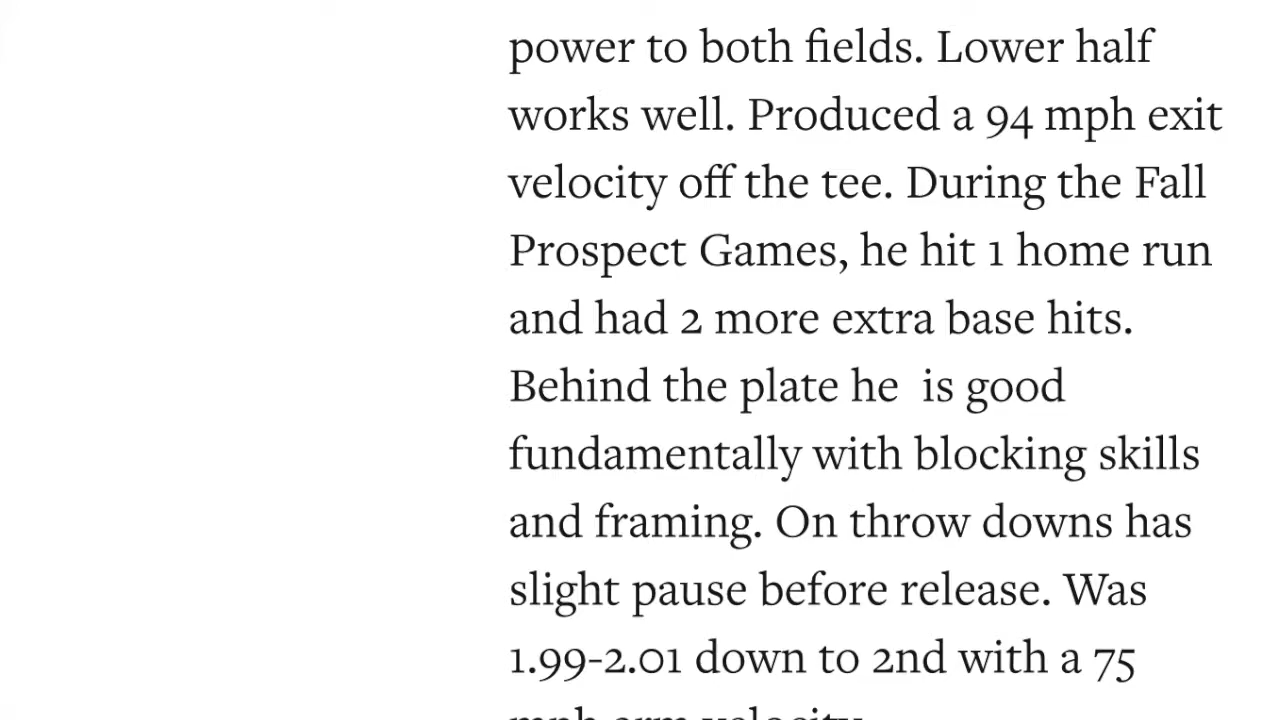 power to both fields. Lower half
works well. Produced a 94 mph exit
velocity off the tee. During the Fall
Prospect Games, he hit 1 home run
and had 2 more extra base hits.
Behind the plate he  is good
fundamentally with blocking skills
and framing. On throw downs has
slight pause before release. Was
1.99-2.01 down to 2nd with a 75
mph arm velocity.